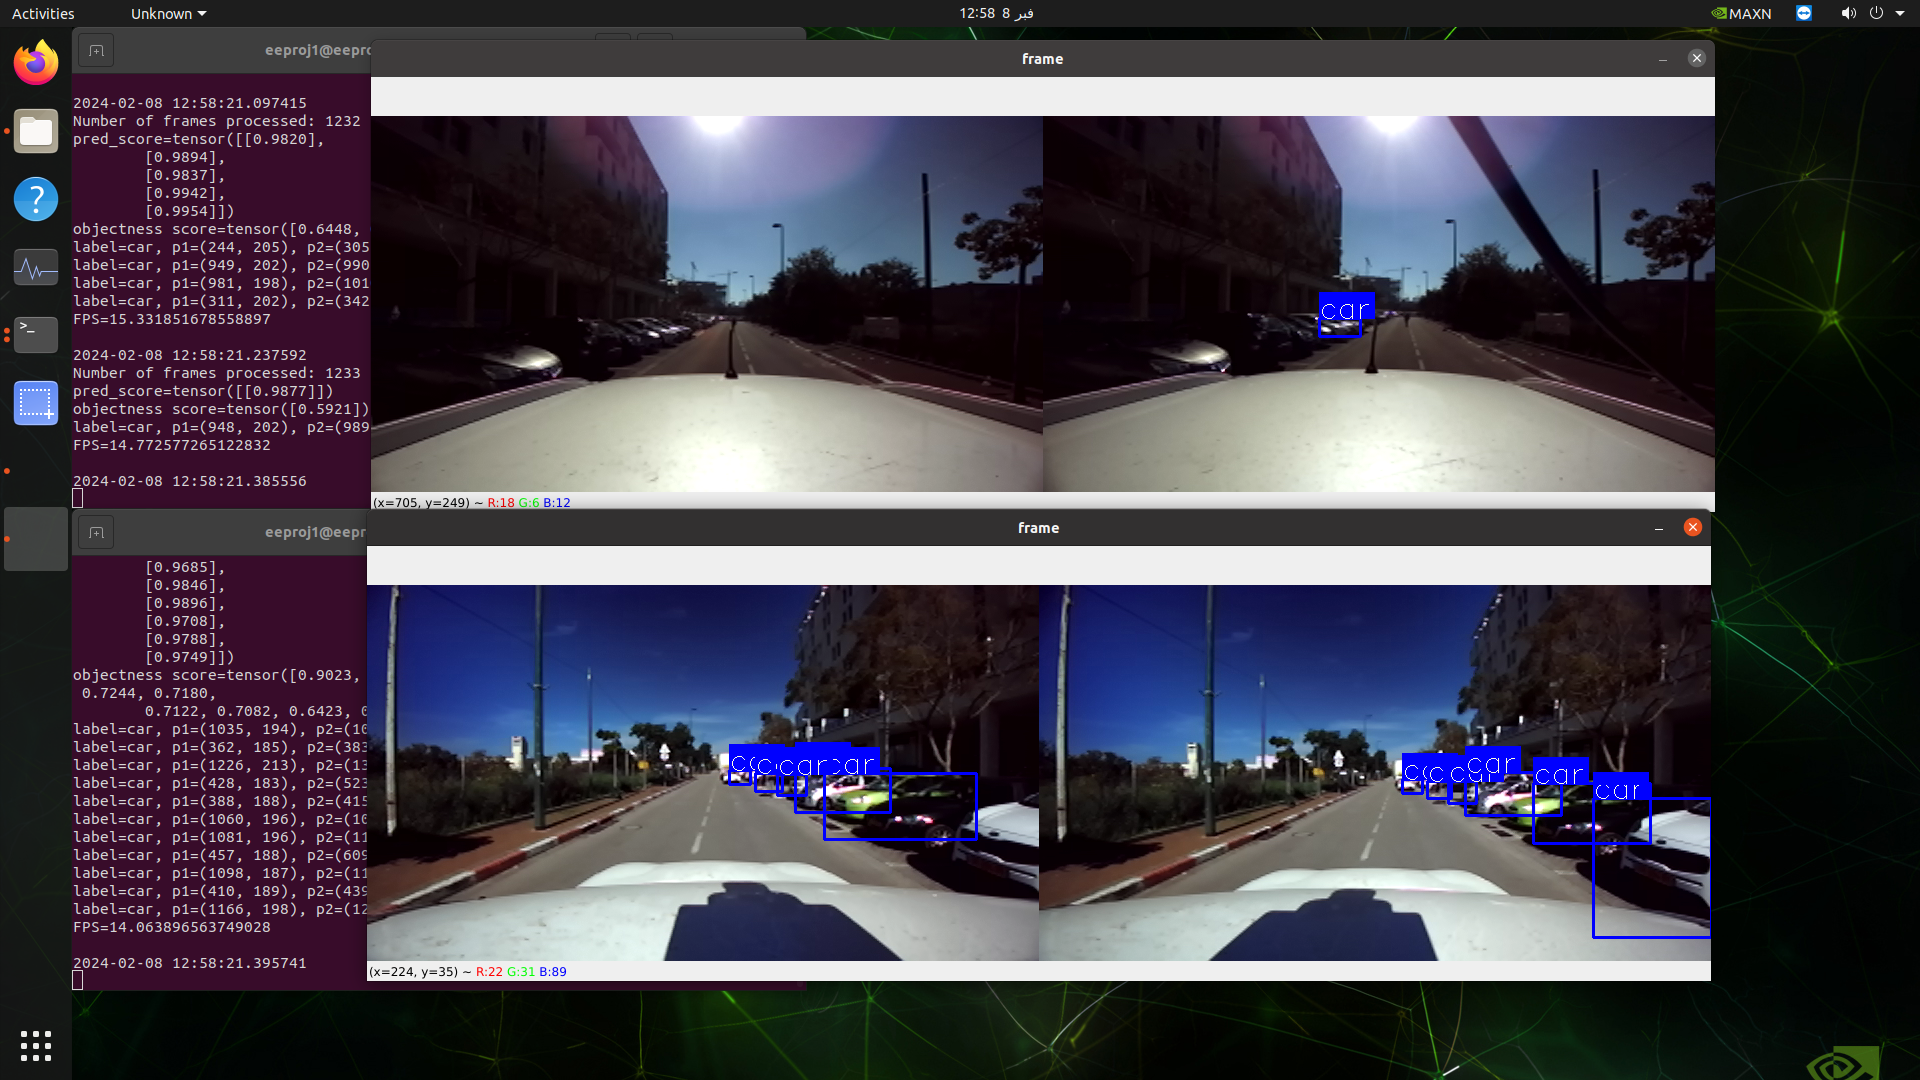 Activities
Unknown
12:58 8 فبر
MAXN
eeproj1@eepro
2024-02-08 12:58:21.097415
Number of frames processed: 1232
pred_score=tensor([[0.9820],
[0.9894],
[0.9837],
[0.9942],
[0.9954]])
objectness score=tensor([0.6448,
label=car, p1=(244, 205), p2=(305
label=car, p1=(949, 202), p2=(990
label=car, p1=(981, 198), p2=(101
label=car, p1=(311, 202), p2=(342
FPS=15.331851678558897
2024-02-08 12:58:21.237592
Number of frames processed: 1233
pred_score=tensor([[0.9877]])
objectness score=tensor([0.5921])
label=car, p1=(948, 202), p2=(989
FPS=14.772577265122832
2024-02-08 12:58:21.385556
frame
car
(x=705, y=249) ~ R:18 G:6 B:12
eeproj1@eepr
[0.9685],
[0.9846],
[0.9896],
[0.9708],
[0.9788],
[0.9749]])
objectness score=tensor([0.9023,
0.7244, 0.7180,
0.7122, 0.7082, 0.6423, 0
label=car, p1=(1035, 194), p2=(10
label=car, p1=(362, 185), p2=(383
label=car, p1=(1226, 213), p2=(13
label=car, p1=(428, 183), p2=(523
label=car, p1=(388, 188), p2=(415
label=car, p1=(1060, 196), p2=(10
label=car, p1=(1081, 196), p2=(11
label=car, p1=(457, 188), p2=(609
label=car, p1=(1098, 187), p2=(11
label=car, p1=(410, 189), p2=(439
label=car, p1=(1166, 198), p2=(12
FPS=14.063896563749028
2024-02-08 12:58:21.395741
frame
car
car
car
car
car
(x=224, y=35) ~ R:22 G:31 B:89